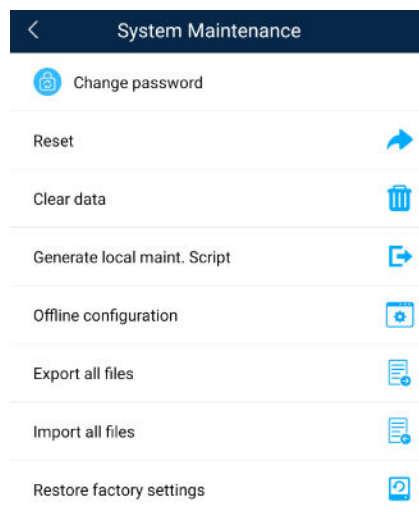 System Maintenance
Change password
Reset
Clear data
Generate local maint. Script
Offline configuration
Export all files
Import all files
Restore factory settings